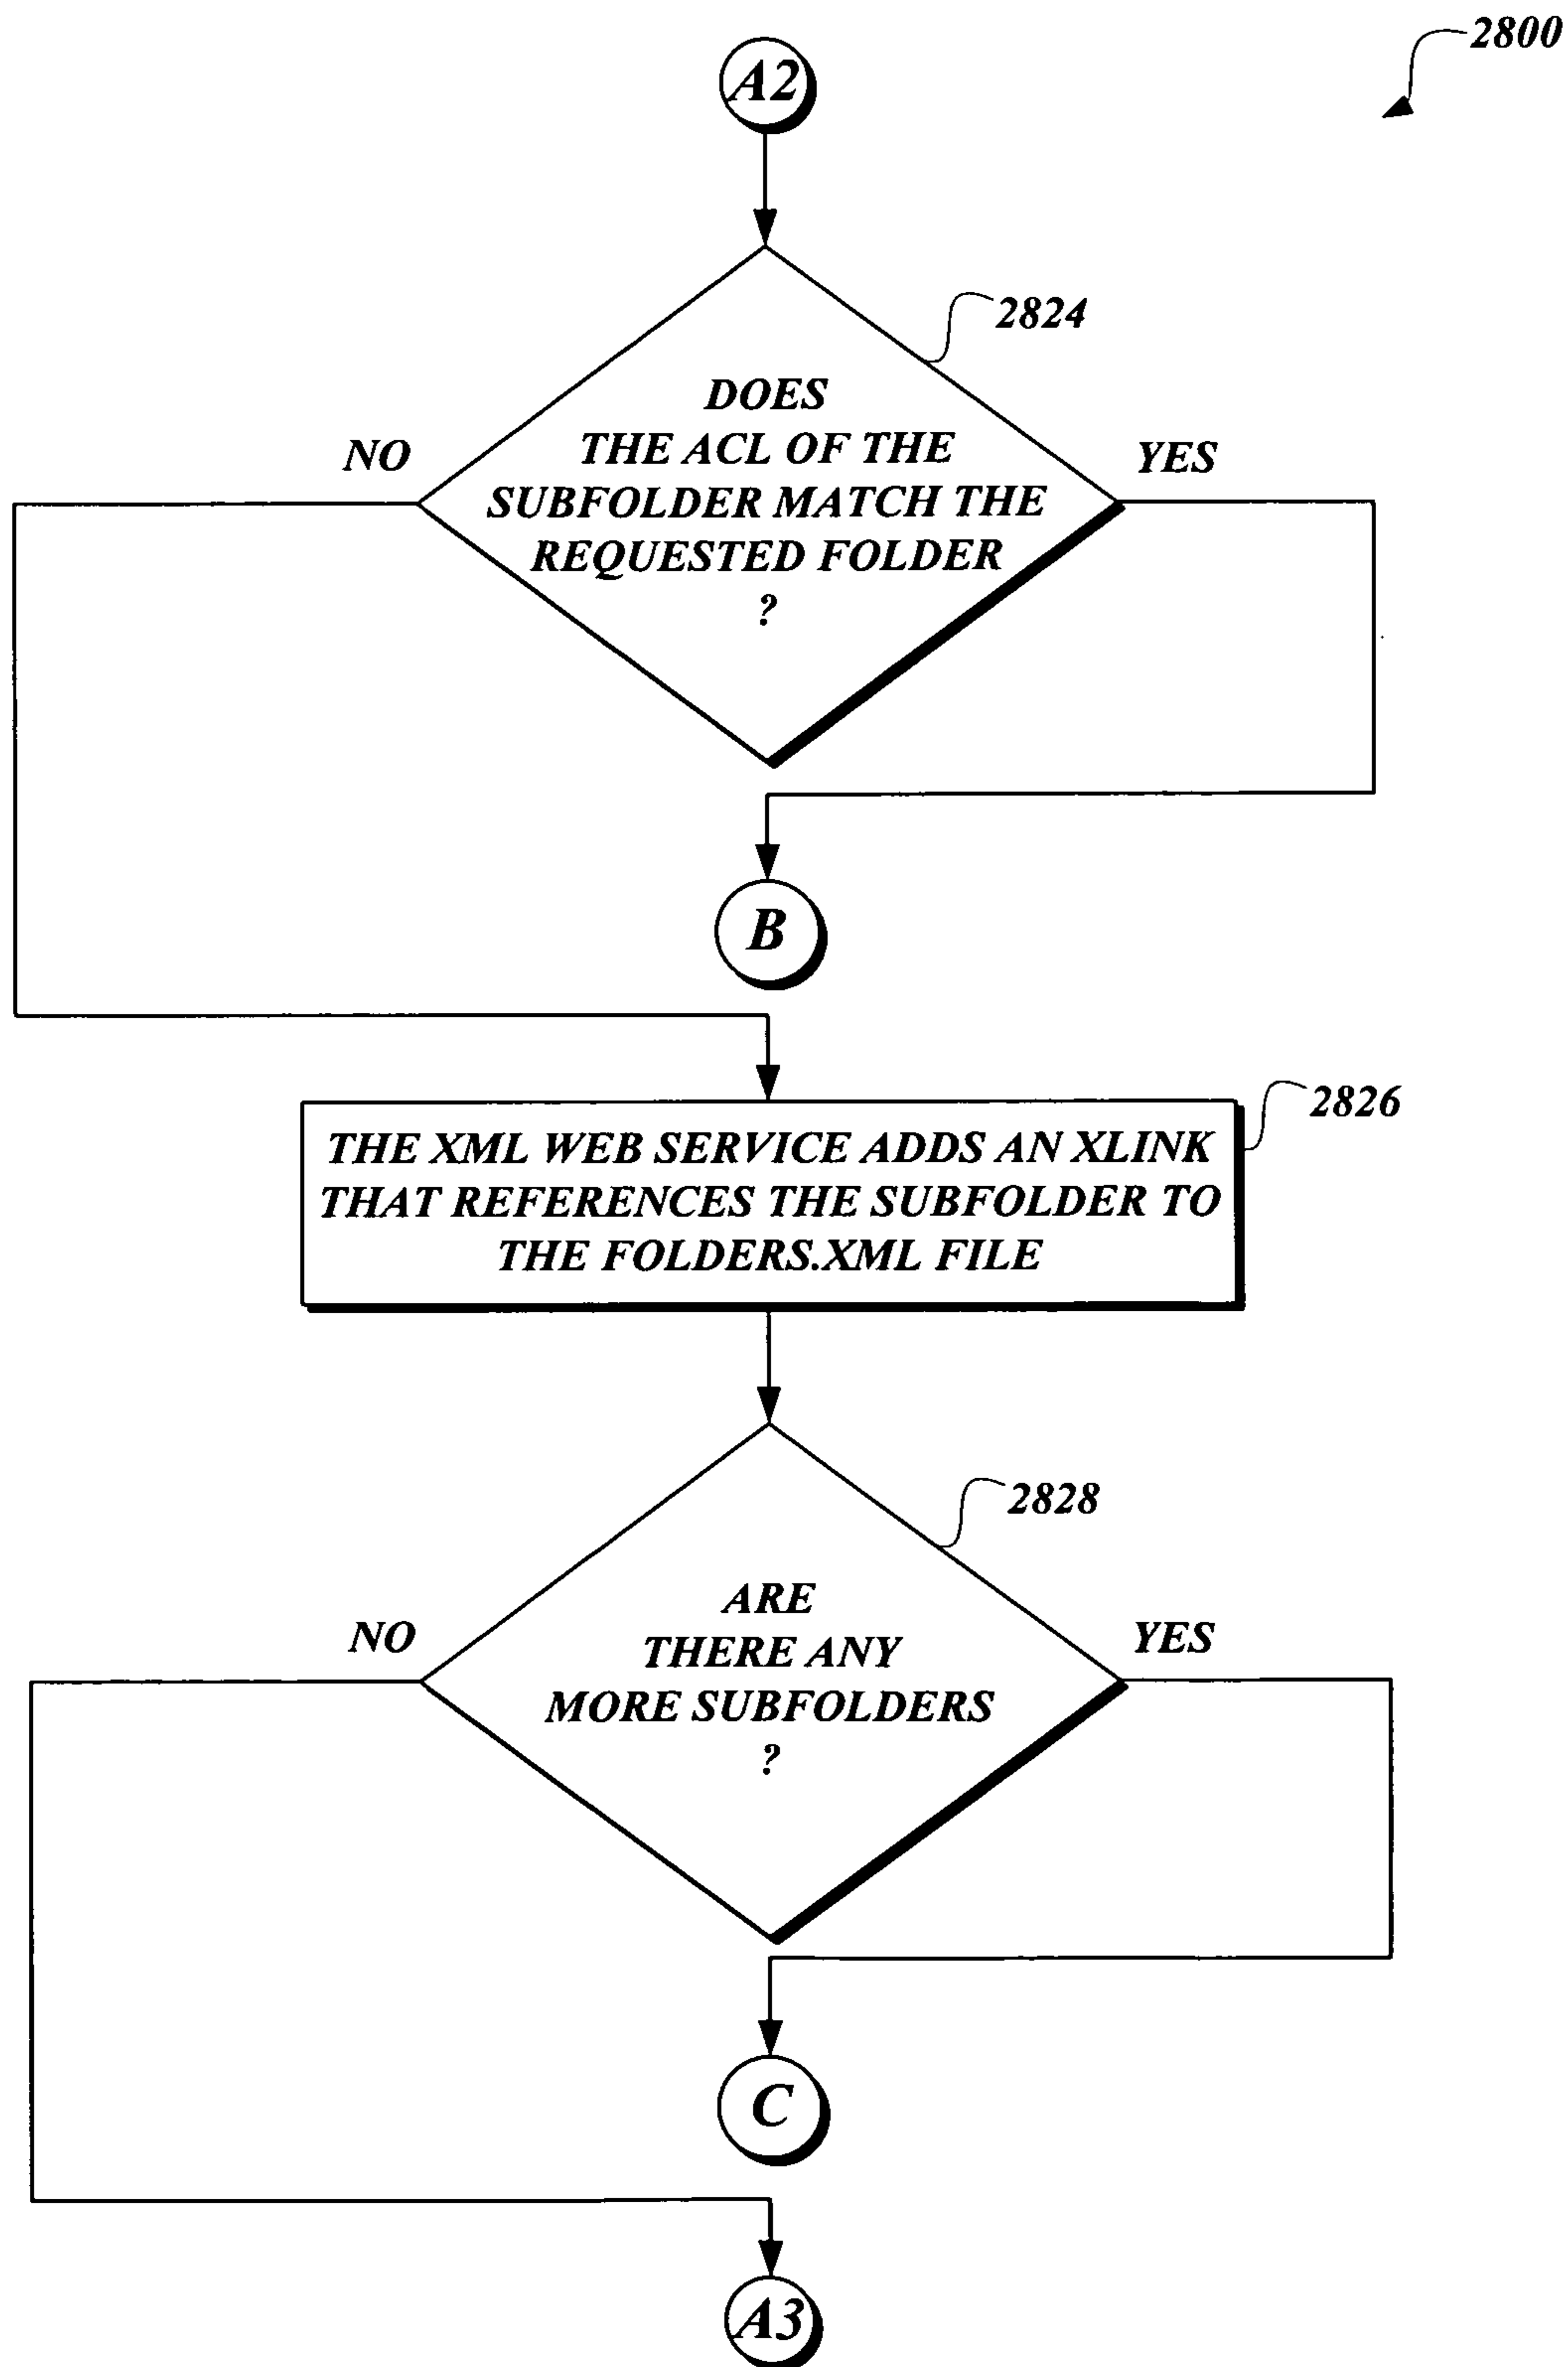 2800
A2
2824
DOES
THE ACL OF THE
SUBFOLDER MATCH THE
REQUESTED FOLDER
?
NO
YES
B
2826
THE XML WEB SERVICE ADDS AN XLINK
THAT REFERENCES THE SUBFOLDER TO
THE FOLDERS.XML FILE
2828
ARE
THERE ANY
MORE SUBFOLDERS
?
NO
YES
C
A3